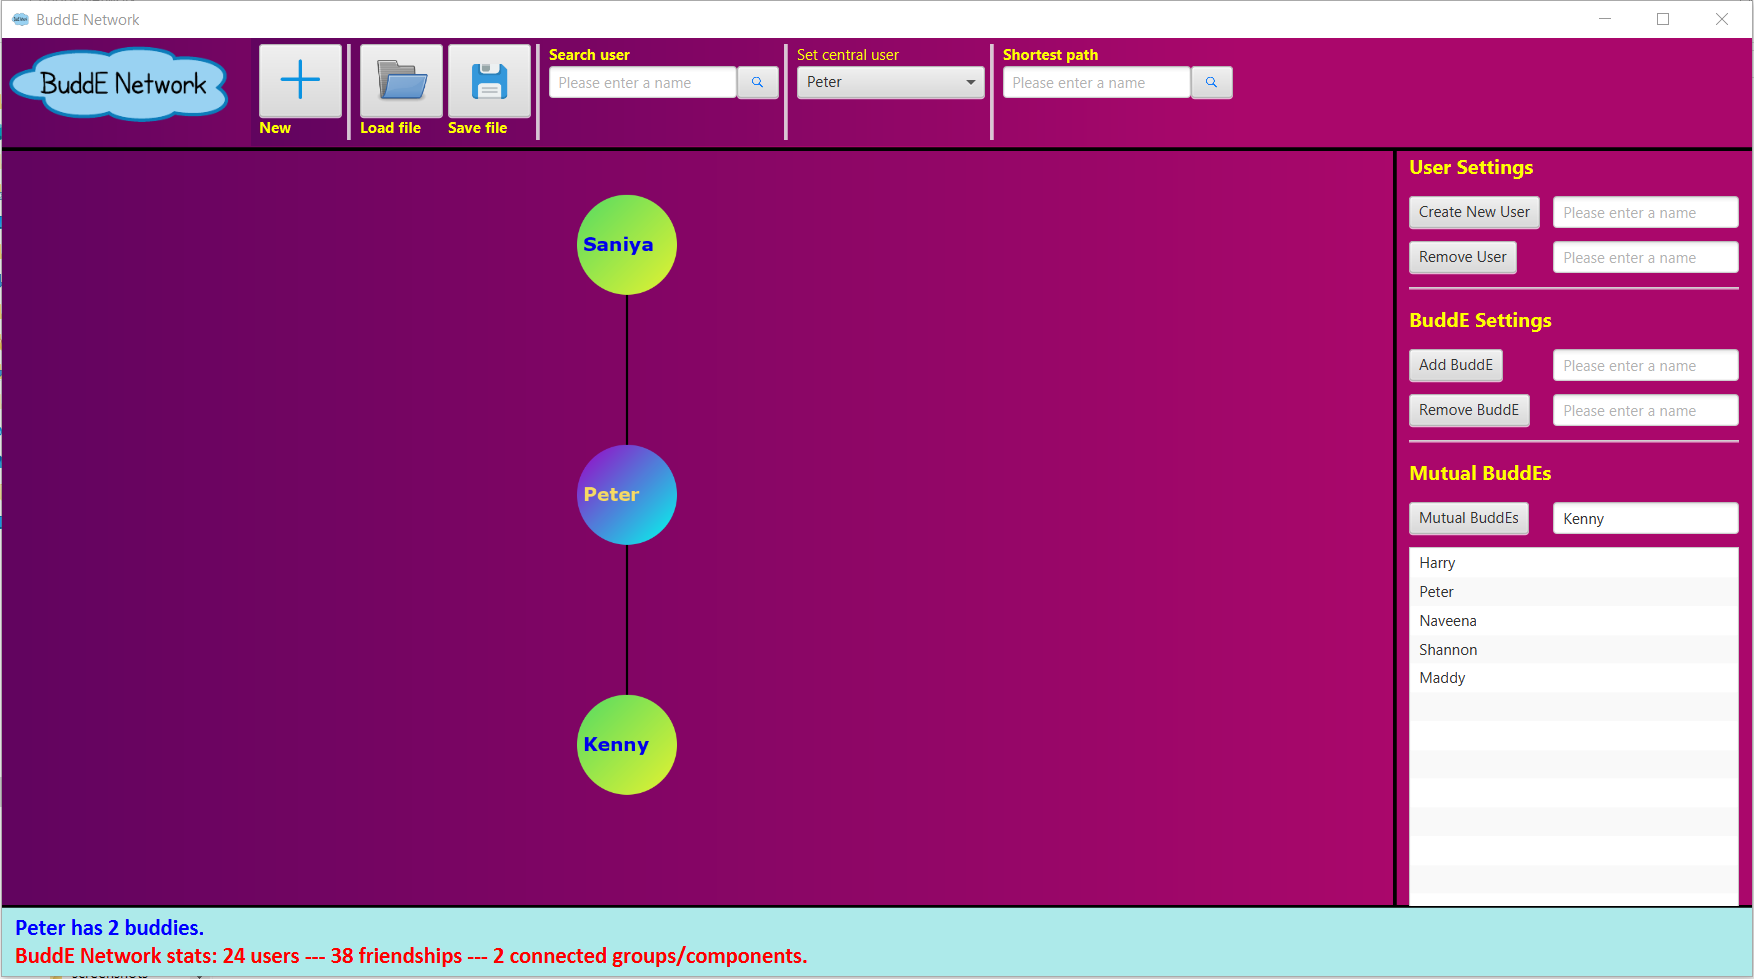 BuddE Network
BuddE Network
New
Load file
Save file
Search user
Please enter a name
Set central user
Peter
Shortest path
Please enter a name
Saniya
Peter
Kenny
User Settings
Create New User
Please enter a name
Remove User
Please enter a name
BuddE Settings
Add BuddE
Please enter a name
Remove BuddE
Please enter a name
Mutual BuddEs
Mutual BuddEs
Kenny
Harry
Peter
Naveena
Shannon
Maddy
Peter has 2 buddies.
BuddE Network stats: 24 users --- 38 friendships --- 2 connected groups/components.